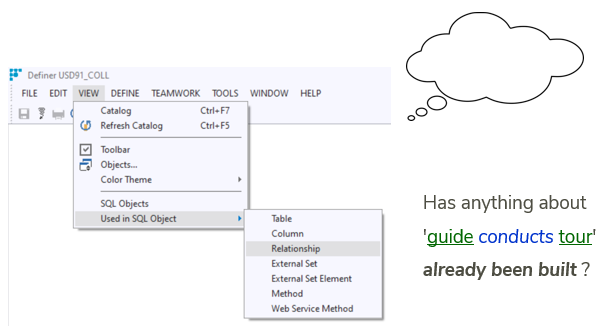 Definer USD91_COLL
FILE EDIT VIEW DEFINE TEAMWORK TOOLS WINDOW HELP
Catalog Ctrl+F7
Refresh Catalog Ctrl+F5
Toolbar
Objects...
Color Theme
SQL Objects
Used in SQL Object
Table
Column
Relationship
External Set
External Set Element
Method
Web Service Method
Has anything about
'guide conducts tour'
already been built ?